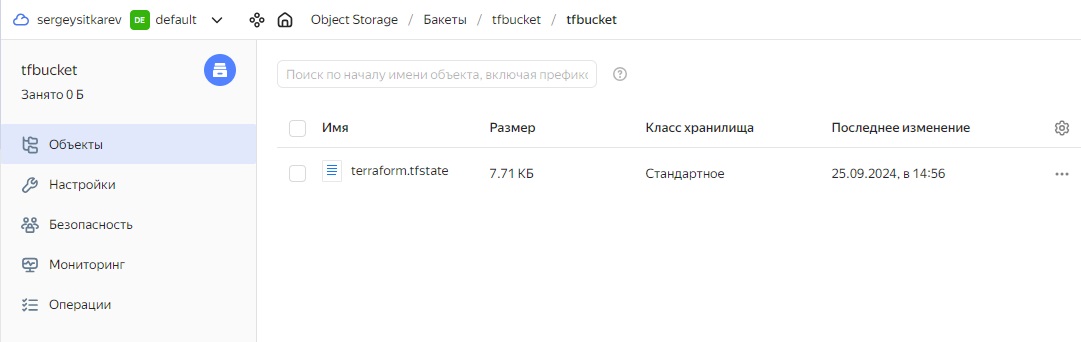 sergeysitkarev DE default Object Storage / Бакеты / tfbucket / tfbucket
tfbucket
Занято 0 Б
Объекты
Настройки
Безопасность
Мониторинг
Операции
Поиск по началу имени объекта, включая префикс
Имя Размер Класс хранилища Последнее изменение
terraform.tfstate 7.71 КБ Стандартное 25.09.2024, в 14:56